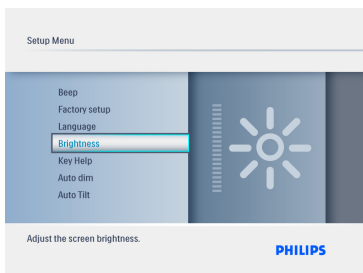 Setup Menu
Beep
Factory setup
Language
Brightness
Key Help
Auto dim
Auto Tilt
Adjust the screen brightness.
PHILIPS